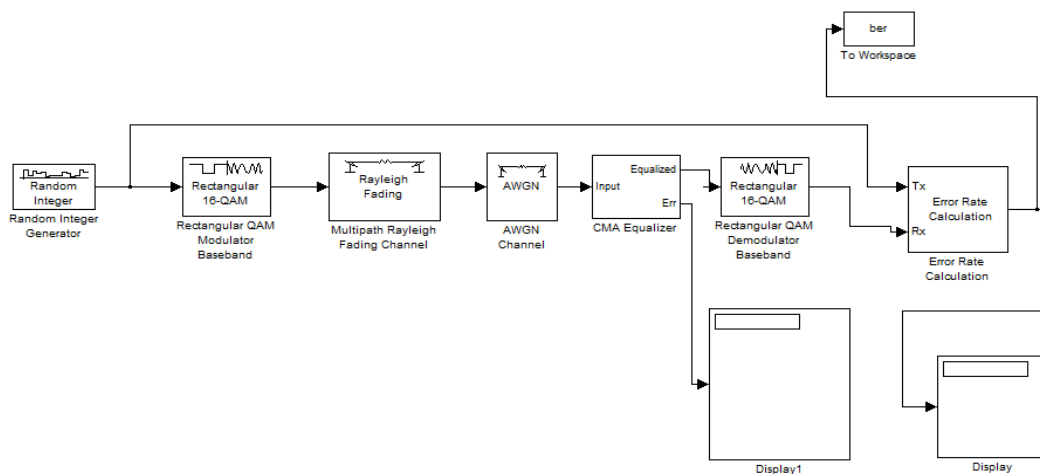 ber
To Workspace
Random
Integer
Random Integer
Generator
Rectangular
16-QAM
Rectangular QAM
Modulator
Baseband
Rayleigh
Fading
Multipath Rayleigh
Fading Channel
AWGN
AWGN
Channel
Input
Equalized
Err
CMA Equalizer
Rectangular
16-QAM
Rectangular QAM
Demodulator
Baseband
Tx
Rx
Error Rate
Calculation
Error Rate
Calculation
Display1
Display